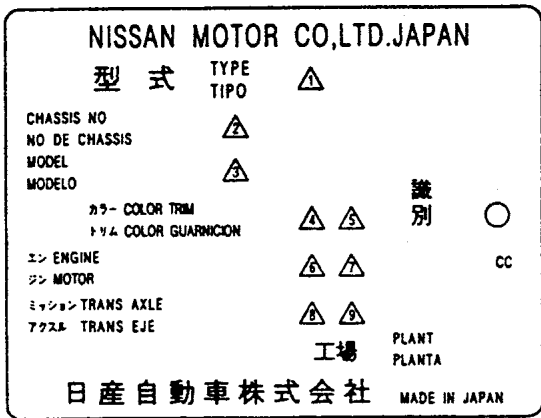 NISSAN MOTOR CO,LTD.JAPAN
型式 TYPE 1
TIPO
CHASSIS NO 2
NO DE CHASSIS
MODEL 3
MODELO
識別
カラー COLOR TRIM 4 5
トリム COLOR GUARNICION
エン ENGINE 6 7 CC
ジン MOTOR
ミッション TRANS AXLE 8 9
アクスル TRANS EJE
工場 PLANT
PLANTA
日産自動車株式会社 MADE IN JAPAN